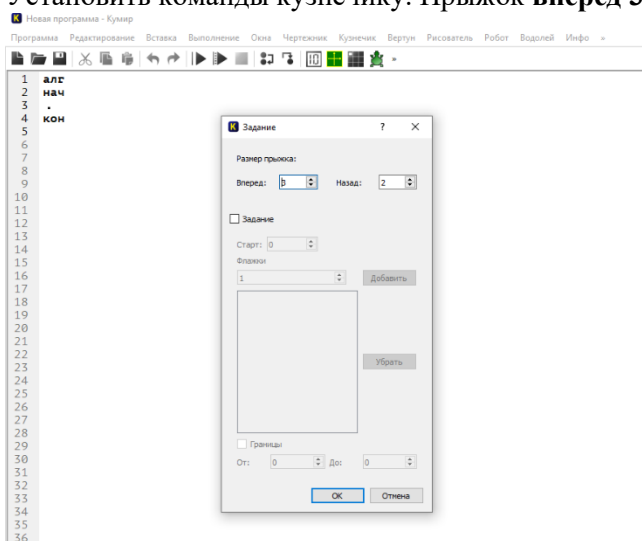 Установить команды кузнечику. Прыжок вперед 3
Новая программа - Кумир
Программа Редактирование Вставка Выполнение Окна Чертежник Кузнечик Вертун Рисователь Робот Водолей Инфо »
1 алг
2 нач
3 .
4 кон
5
6
7
8
9
10
11
12
13
14
15
16
17
18
19
20
21
22
23
24
25
26
27
28
29
30
31
32
33
34
35
36
Задание ? ×
Размер прыжка:
Вперед: 3 Назад: 2
Задание
Старт: 0
Флажки
1 Добавить
Убрать
Границы
От: 0 До: 0
OK Отмена